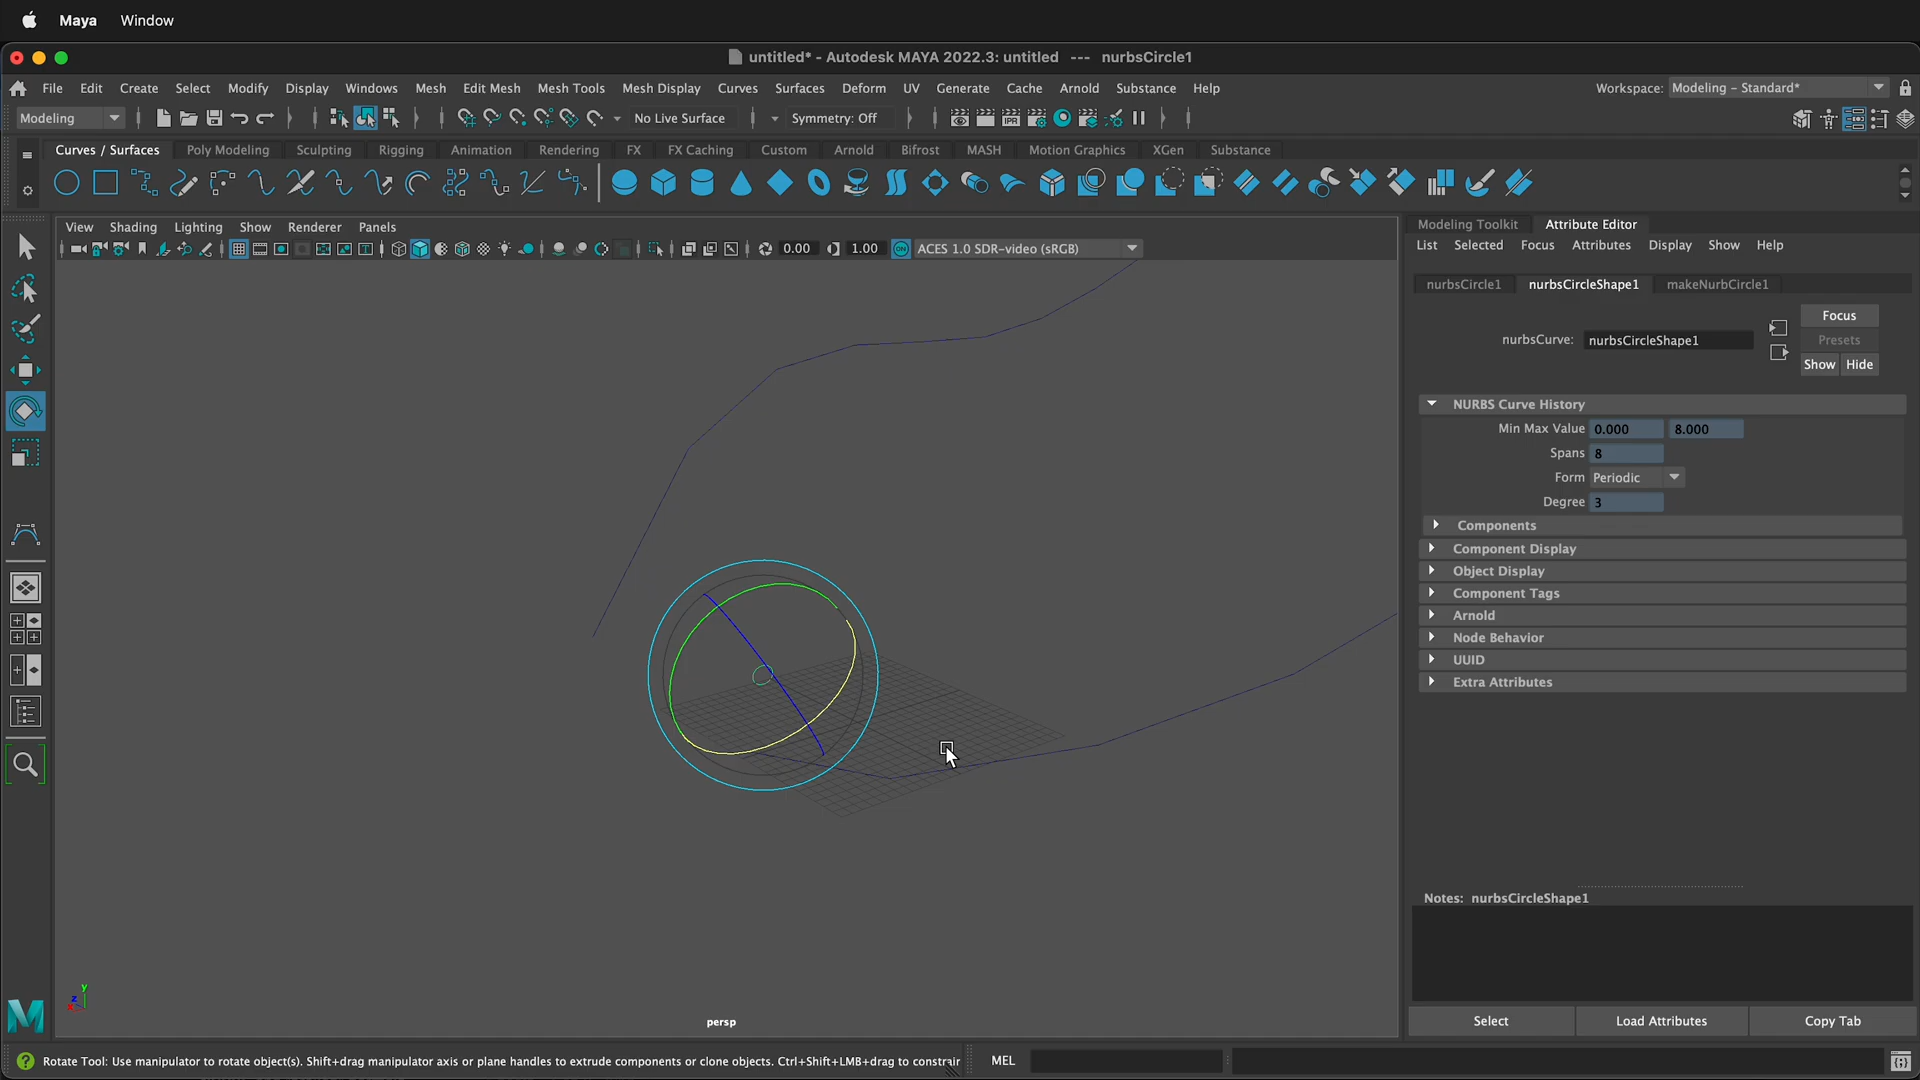 Maya Window
untitled* - Autodesk MAYA 2022.3: untitled --- nurbsCircle1
File Edit Create Select Modify Display Windows Mesh Edit Mesh Mesh Tools Mesh Display Curves Surfaces Deform UV Generate Cache Arnold Substance Help Workspace: Modeling - Standard*
Modeling No Live Surface Symmetry: Off
Curves / Surfaces Poly Modeling Sculpting Rigging Animation Rendering FX FX Caching Custom Arnold Bifrost MASH Motion Graphics XGen Substance
View Shading Lighting Show Renderer Panels
0.00 1.00 ON ACES 1.0 SDR-video (sRGB)
Modeling Toolkit Attribute Editor
List Selected Focus Attributes Display Show Help
nurbsCircle1 nurbsCircleShape1 makeNurbCircle1
nurbsCurve: nurbsCircleShape1
Focus
Presets
Show Hide
NURBS Curve History
Min Max Value 0.000 8.000
Spans 8
Form Periodic
Degree 3
Components
Component Display
Object Display
Component Tags
Arnold
Node Behavior
UUID
Extra Attributes
Notes: nurbsCircleShape1
Select Load Attributes Copy Tab
y
z
x
persp
M
Rotate Tool: Use manipulator to rotate object(s). Shift+drag manipulator axis or plane handles to extrude components or clone objects. Ctrl+Shift+LMB+drag to constrain
MEL